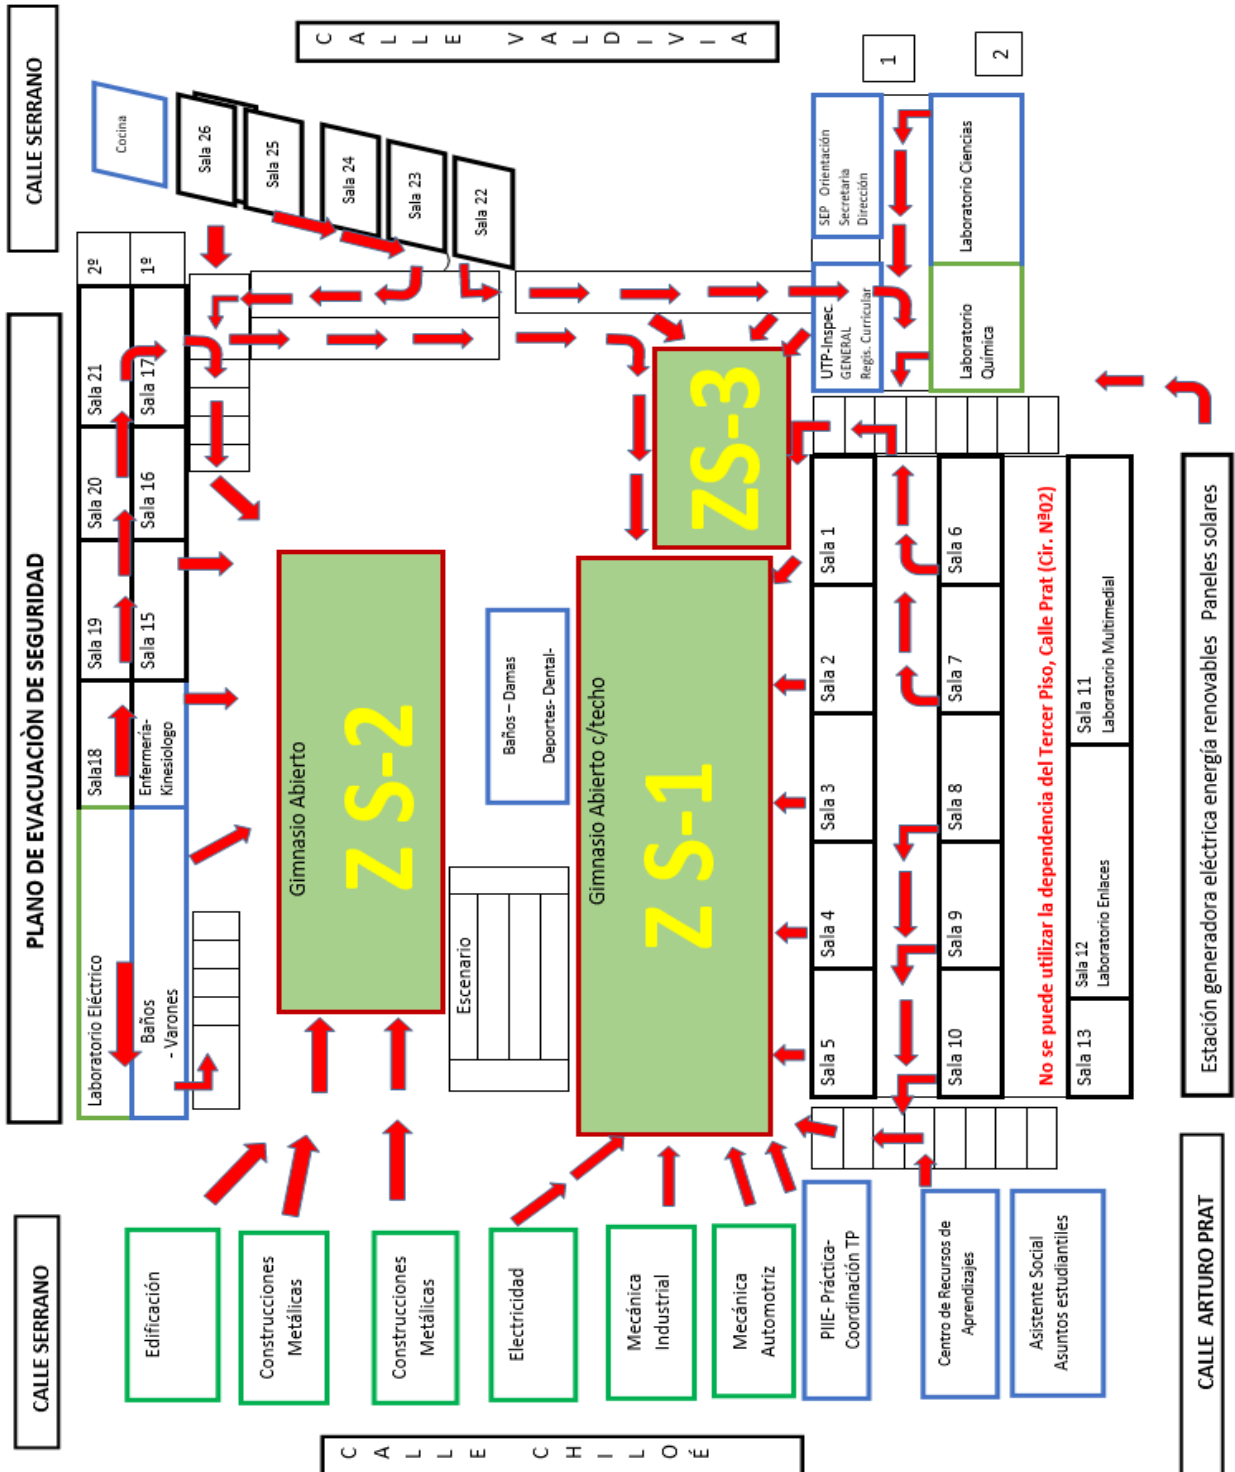 CALLE SERRANO
PLANO DE EVACUACIÒN DE SEGURIDAD
CALLE SERRANO
CALLE CHILOÉ
CALLE VALDIVIA
Edificación
Construcciones
Metálicas
Construcciones
Metálicas
Electricidad
Mecánica
Industrial
Mecánica
Automotriz
PIIE- Práctica-
Coordinación TP
Centro de Recursos de
Aprendizajes
Asistente Social
Asuntos estudiantiles
Laboratorio Eléctrico
Sala18
Sala 19
Sala 20
Sala 21
2º
Baños
- Varones
Enfermería-
Kinesiologo
Sala 15
Sala 16
Sala 17
1º
Cocina
Sala 26
Sala 25
Sala 24
Sala 23
Sala 22
Gimnasio Abierto
Z S-2
Escenario
Baños – Damas
Deportes- Dental-
Gimnasio Abierto c/techo
Z S-1
ZS-3
Sala 5
Sala 4
Sala 3
Sala 2
Sala 1
UTP-Inspec.
GENERAL
Regis. Curricular
SEP Orientación
Secretaria
Dirección
1
Sala 10
Sala 9
Sala 8
Sala 7
Sala 6
Laboratorio
Química
Laboratorio Ciencias
2
No se puede utilizar la dependencia del Tercer Piso, Calle Prat (Cir. Nª02)
Sala 13
Sala 12
Laboratorio Enlaces
Sala 11
Laboratorio Multimedial
CALLE ARTURO PRAT
Estación generadora eléctrica energía renovables Paneles solares